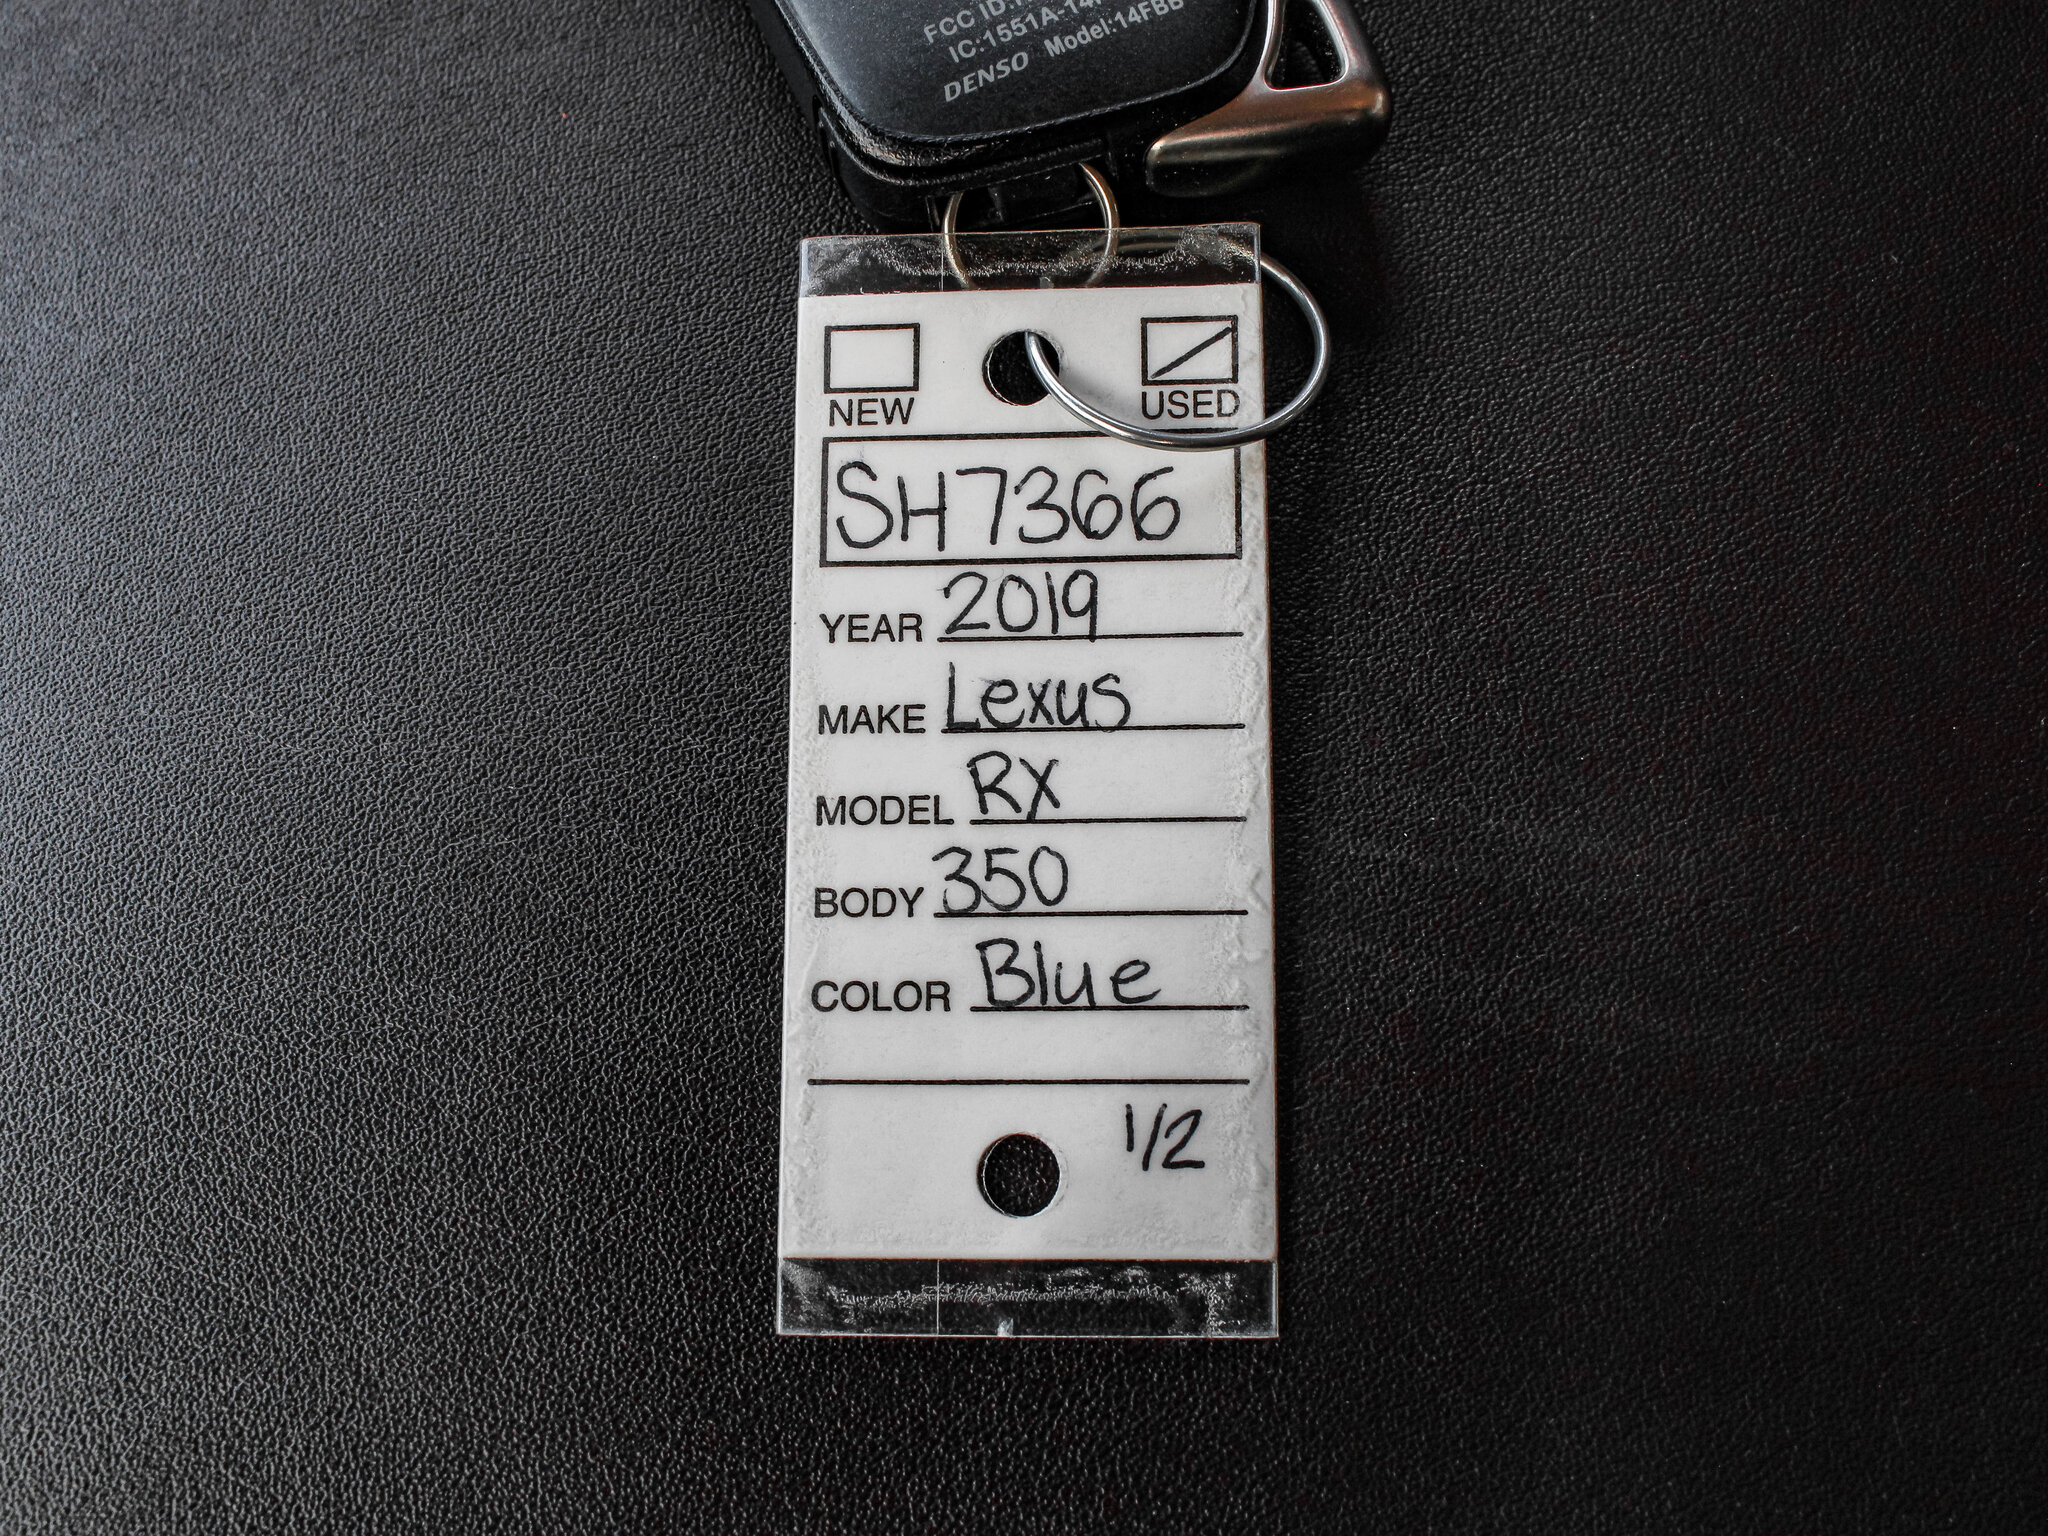 FCC ID:
IC:1551A-14
DENSO Model:14FBB
NEW USED
SH7366
YEAR 2019
MAKE Lexus
MODEL RX
BODY 350
COLOR Blue
1/2